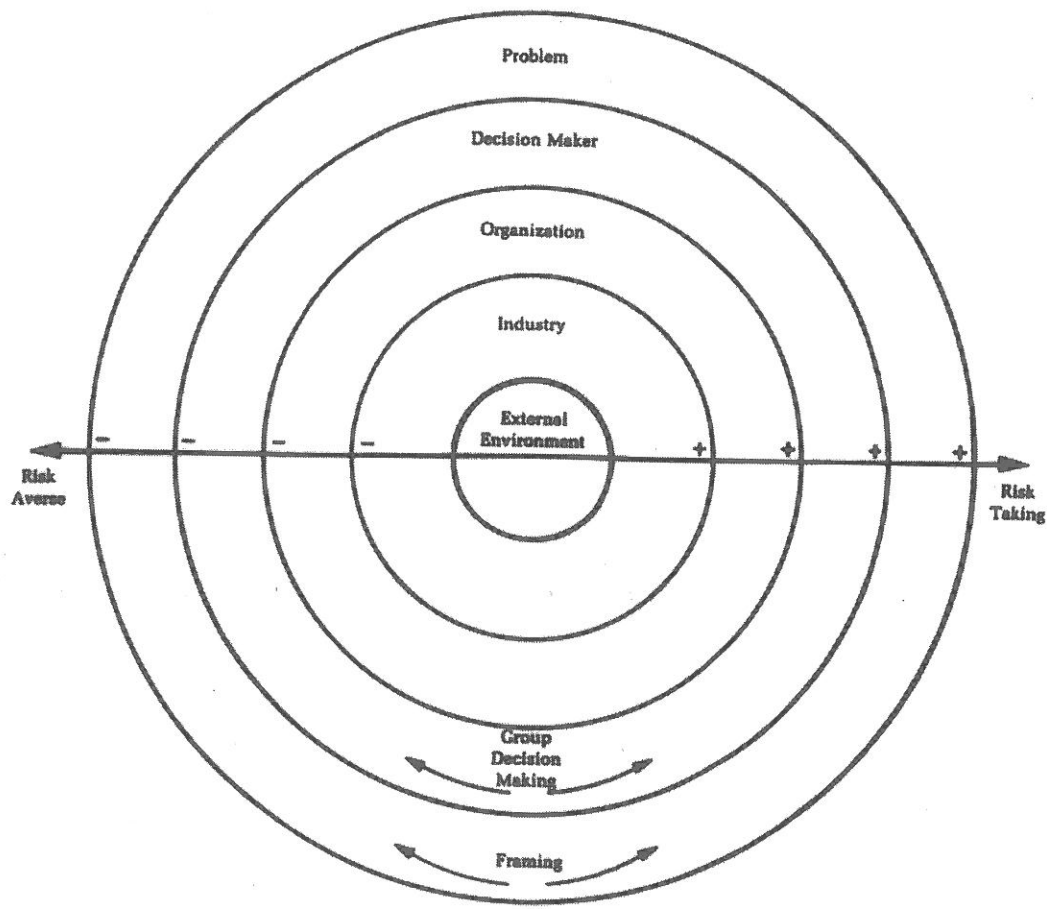 Problem
Decision Maker
Organization
Industry
External
Environment
− − − − + + + +
Risk
Averse
Risk
Taking
Group
Decision
Making
Framing